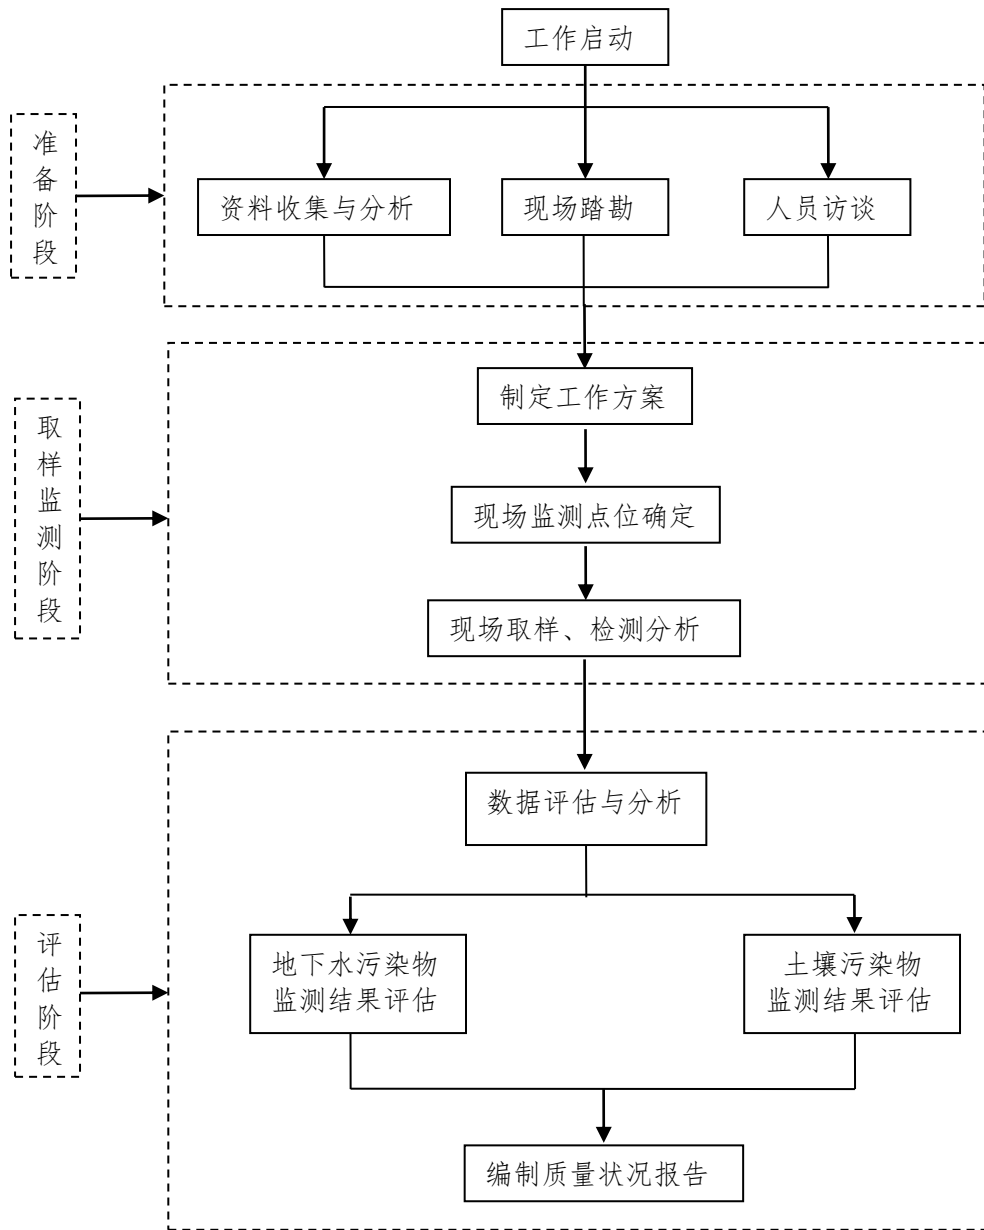 工作启动
准备阶段
资料收集与分析
现场踏勘
人员访谈
取样监测阶段
制定工作方案
现场监测点位确定
现场取样、检测分析
评估阶段
数据评估与分析
地下水污染物
监测结果评估
土壤污染物
监测结果评估
编制质量状况报告